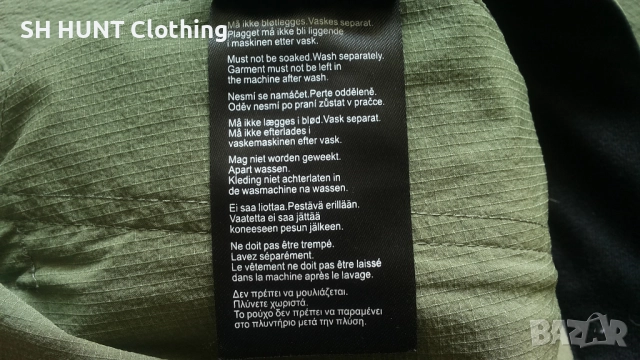 SH HUNT Clothing
Må ikke bløtlegges. Vaskes separat.
Plagget må ikke bli liggende
i maskinen etter vask.
Must not be soaked. Wash separately.
Garment must not be left in
the machine after wash.
Nesmí se namáčet. Perte odděleně.
Oděv nesmí po praní zůstat v pračce.
Må ikke lægges i blød. Vask separat.
Må ikke efterlades i
vaskemaskinen efter vask.
Mag niet worden geweekt.
Apart wassen.
Kleding niet achterlaten in
de wasmachine na wassen.
Ei saa liottaa. Pestävä erillään.
Vaatetta ei saa jättää
koneeseen pesun jälkeen.
Ne doit pas être trempé.
Lavez séparément.
Le vêtement ne doit pas être laissé
dans la machine après le lavage.
Δεν πρέπει να μουλιάζεται.
Πλύνετε χωριστά.
Το ρούχο δεν πρέπει να παραμένει
στο πλυντήριο μετά την πλύση.
BAZAR